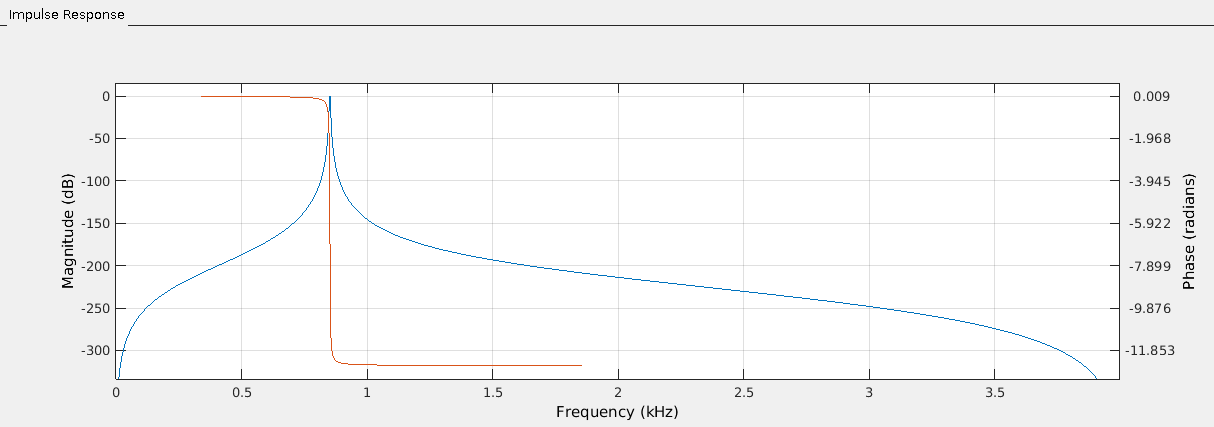 Impulse Response
0
-50
-100
-150
-200
-250
-300
Magnitude (dB)
0.009
-1.968
-3.945
-5.922
-7.899
-9.876
-11.853
Phase (radians)
0 0.5 1 1.5 2 2.5 3 3.5
Frequency (kHz)